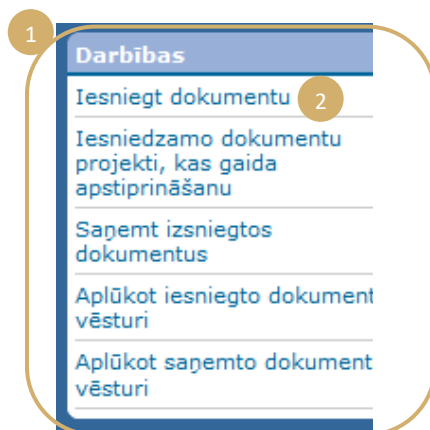 1
Darbības
Iesniegt dokumentu 2
Iesniedzamo dokumentu
projekti, kas gaida
apstiprināšanu
Saņemt izsniegtos
dokumentus
Aplūkot iesniegto dokument
vēsturi
Aplūkot saņemto dokument
vēsturi